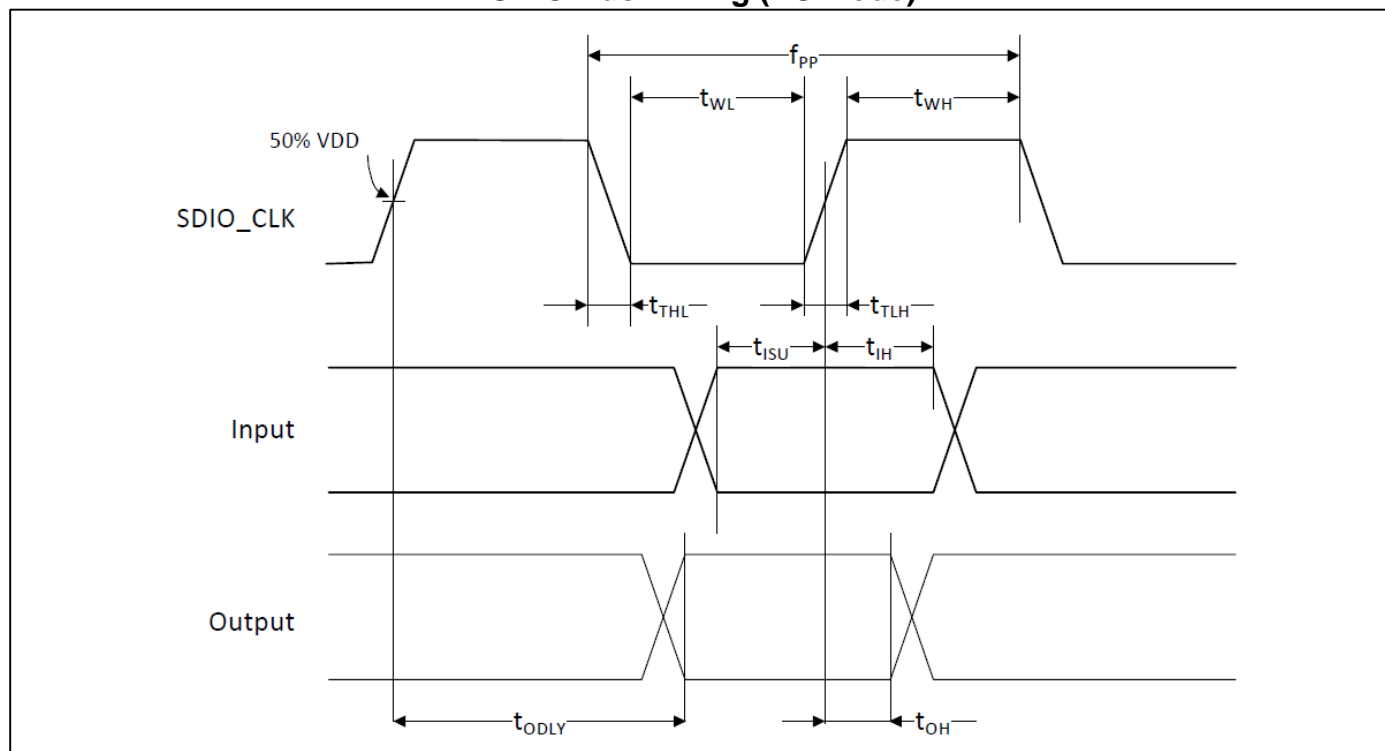 f_PP
t_WL
t_WH
50% VDD
SDIO_CLK
t_THL
t_TLH
t_ISU
t_IH
Input
Output
t_ODLY
t_OH